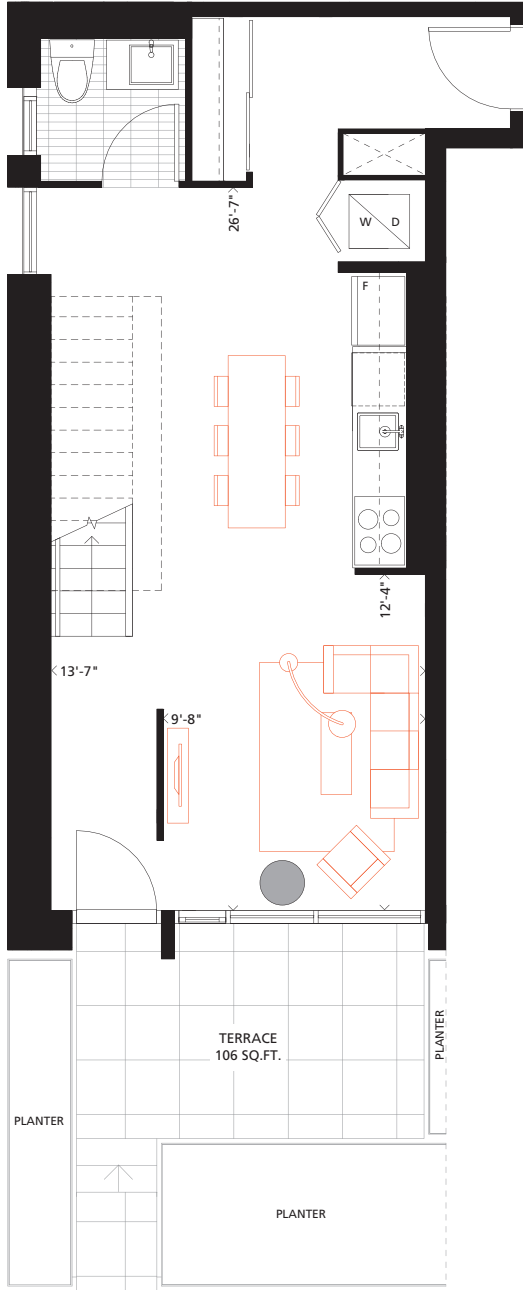 W D
26'-7"
F
12'-4"
13'-7"
9'-8"
TERRACE
106 SQ.FT.
PLANTER
PLANTER
PLANTER